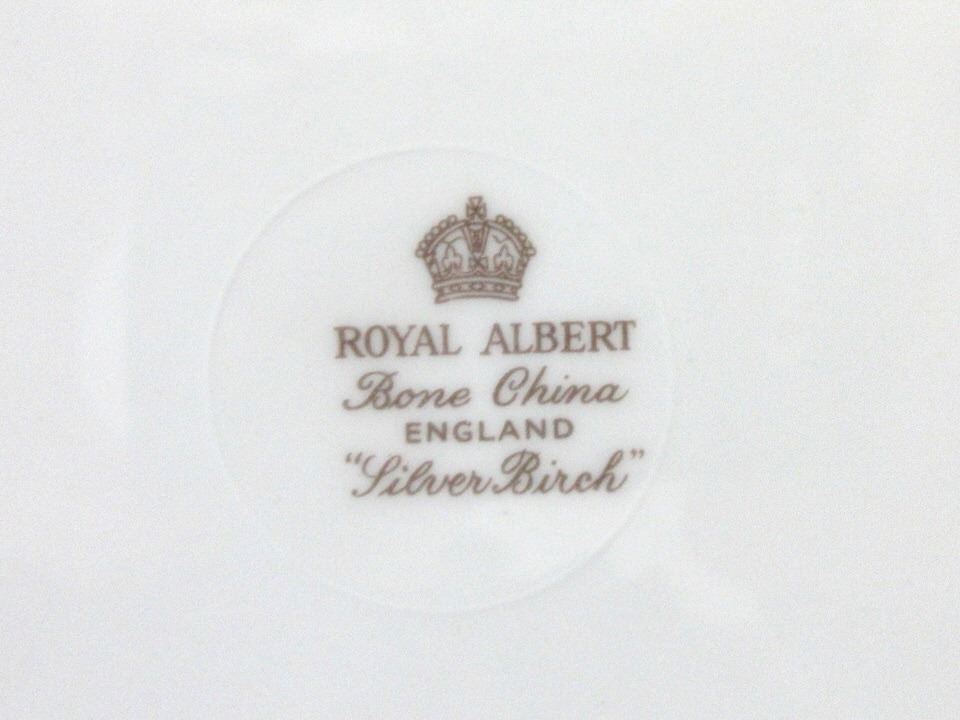 ROYAL ALBERT
Bone China
ENGLAND
“Silver Birch”